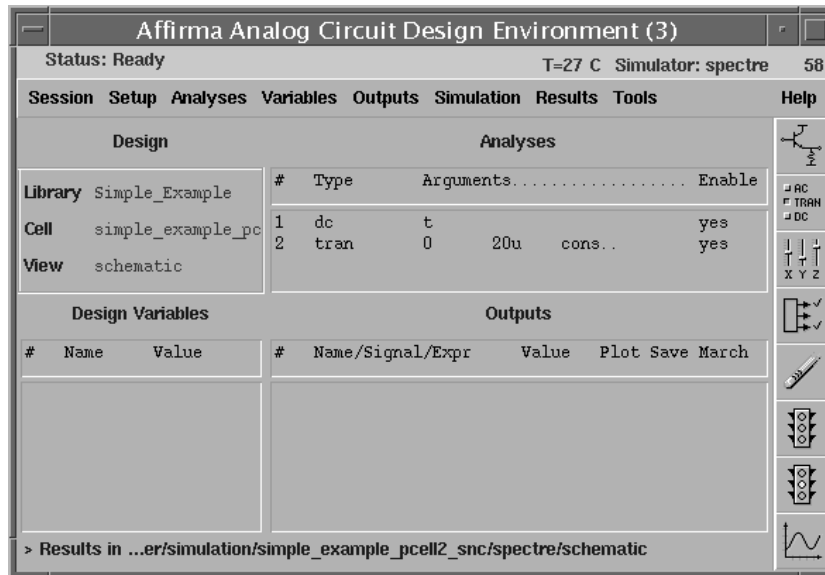 Affirma Analog Circuit Design Environment (3)
Status: Ready T=27 C Simulator: spectre 58
Session Setup Analyses Variables Outputs Simulation Results Tools Help
Design
Analyses
Library Simple_Example
Cell simple_example_pc
View schematic
# Type Arguments.................. Enable
1 dc t yes
2 tran 0 20u cons.. yes
Design Variables
Outputs
# Name Value
# Name/Signal/Expr Value Plot Save March
AC
TRAN
DC
X Y Z
> Results in ...er/simulation/simple_example_pcell2_snc/spectre/schematic